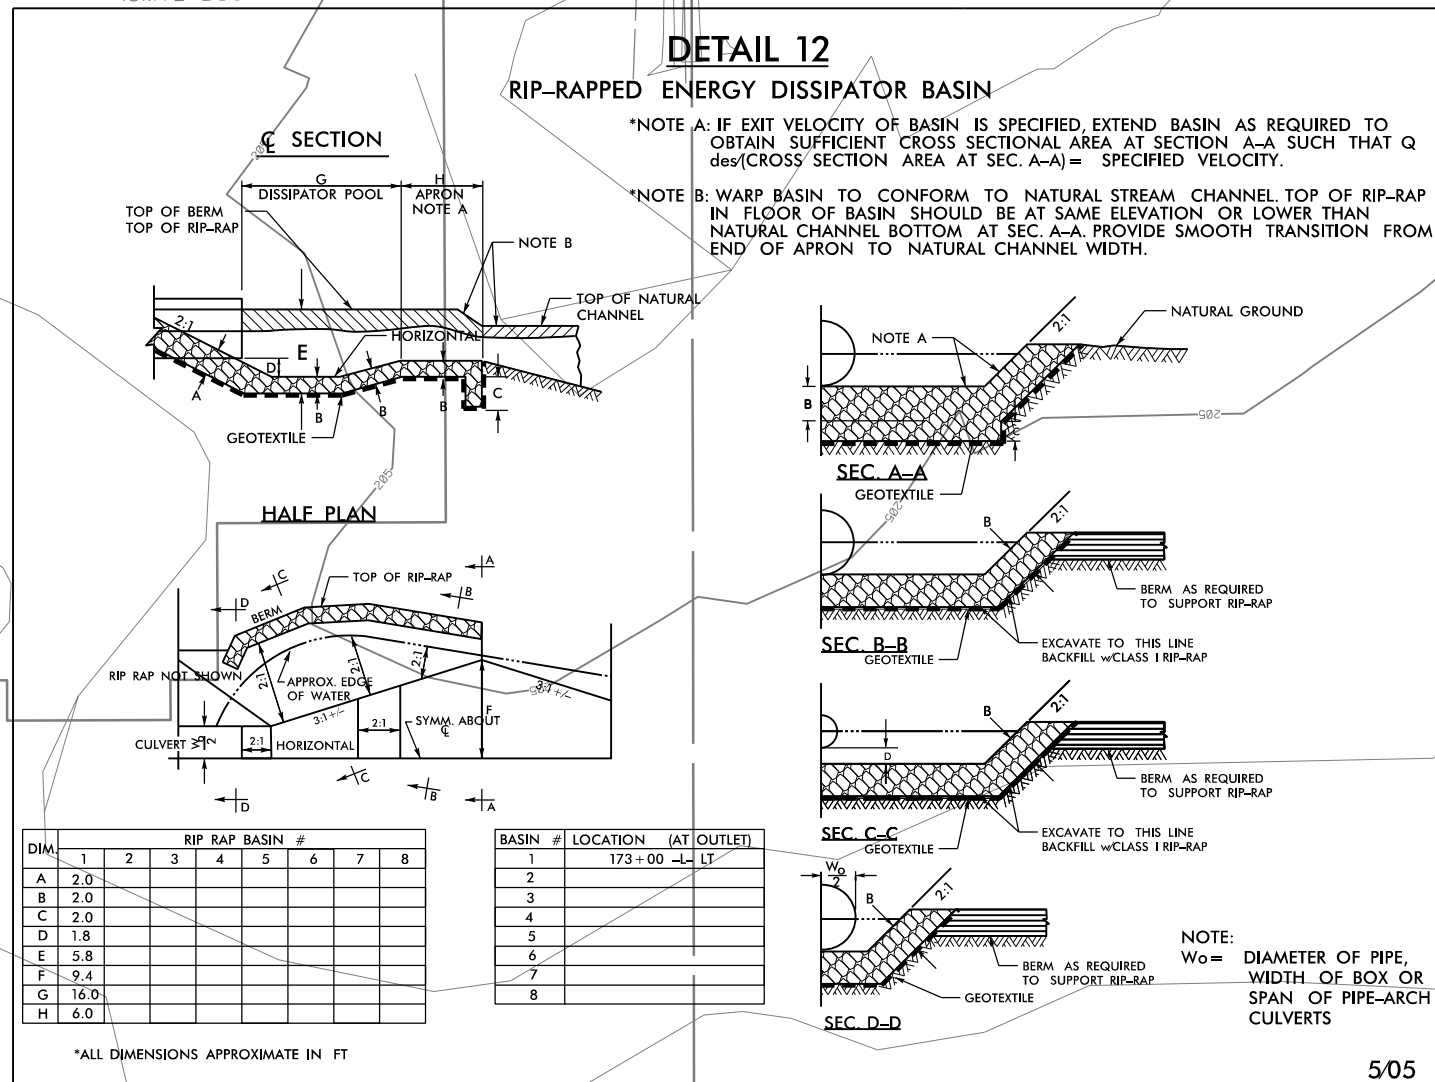 DETAIL 12
RIP-RAPPED ENERGY DISSIPATOR BASIN
*NOTE A: IF EXIT VELOCITY OF BASIN IS SPECIFIED, EXTEND BASIN AS REQUIRED TO
OBTAIN SUFFICIENT CROSS SECTIONAL AREA AT SECTION A-A SUCH THAT Q
des/(CROSS SECTION AREA AT SEC. A-A) = SPECIFIED VELOCITY.
*NOTE B: WARP BASIN TO CONFORM TO NATURAL STREAM CHANNEL. TOP OF RIP-RAP
IN FLOOR OF BASIN SHOULD BE AT SAME ELEVATION OR LOWER THAN
NATURAL CHANNEL BOTTOM AT SEC. A-A. PROVIDE SMOOTH TRANSITION FROM
END OF APRON TO NATURAL CHANNEL WIDTH.
℄ SECTION
205
G
DISSIPATOR POOL
H
APRON
NOTE A
TOP OF BERM
TOP OF RIP-RAP
NOTE B
TOP OF NATURAL
CHANNEL
2:1
HORIZONTAL
E
D
A
B
B
B
C
GEOTEXTILE
205
HALF PLAN
C
A
TOP OF RIP-RAP
B
D
BERM
RIP RAP NOT SHOWN
2:1
2:1
2:1
APPROX. EDGE
OF WATER
205
3:1 +/-
3:1 +/-
F
2:1
SYMM. ABOUT
℄
CULVERT
Wo
2
2:1
HORIZONTAL
C
B
D
A
NOTE A
2:1
NATURAL GROUND
B
205
SEC. A-A
GEOTEXTILE
205
B
2:1
BERM AS REQUIRED
TO SUPPORT RIP-RAP
SEC. B-B
GEOTEXTILE
EXCAVATE TO THIS LINE
BACKFILL w/CLASS I RIP-RAP
B
2:1
D
BERM AS REQUIRED
TO SUPPORT RIP-RAP
SEC. C-C
GEOTEXTILE
EXCAVATE TO THIS LINE
BACKFILL w/CLASS I RIP-RAP
Wo
2
B
2:1
BERM AS REQUIRED
TO SUPPORT RIP-RAP
GEOTEXTILE
SEC. D-D
NOTE:
Wo = DIAMETER OF PIPE,
WIDTH OF BOX OR
SPAN OF PIPE-ARCH
CULVERTS
DIM. RIP RAP BASIN #
1 2 3 4 5 6 7 8
A 2.0
B 2.0
C 2.0
D 1.8
E 5.8
F 9.4
G 16.0
H 6.0
*ALL DIMENSIONS APPROXIMATE IN FT
BASIN # LOCATION (AT OUTLET)
1 173+00 -L- LT
2
3
4
5
6
7
8
5/05